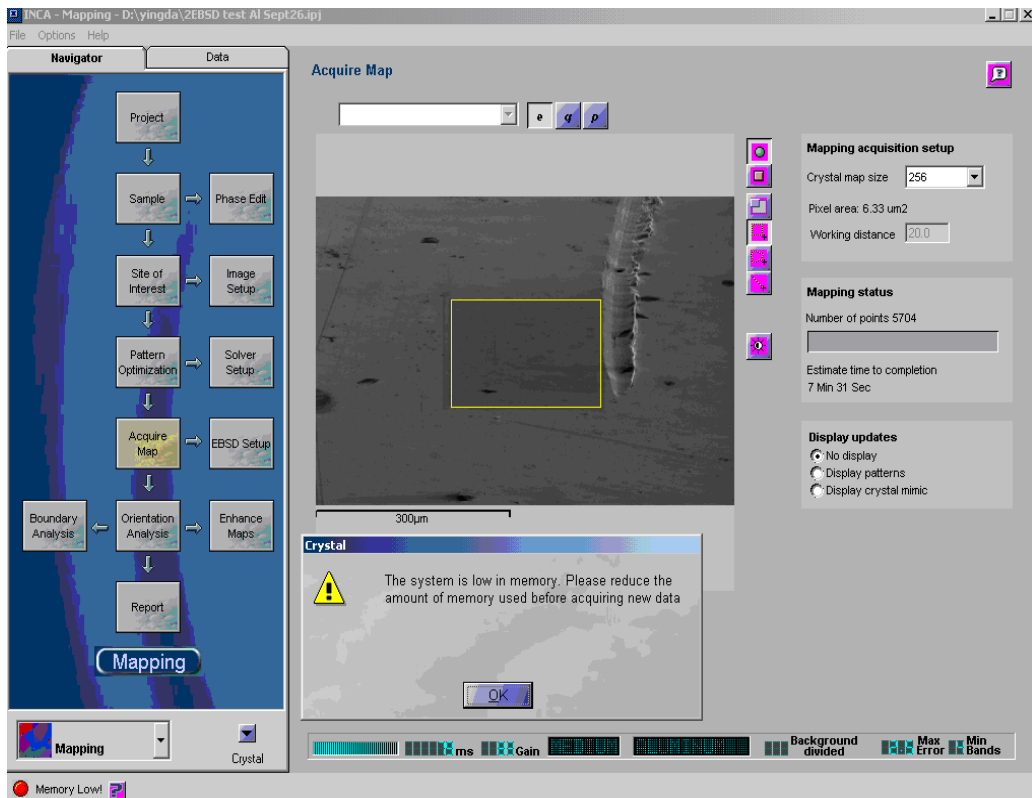 INCA - Mapping - D:\yingda\2EBSD test Al Sept26.ipj
File Options Help
Navigator
Data
Project
Sample
Phase Edit
Site of
Interest
Image
Setup
Pattern
Optimization
Solver
Setup
Acquire
Map
EBSD Setup
Boundary
Analysis
Orientation
Analysis
Enhance
Maps
Report
Mapping
Mapping
Crystal
Memory Low!
Acquire Map
e q p
300µm
Crystal
The system is low in memory. Please reduce the
amount of memory used before acquiring new data
OK
Mapping acquisition setup
Crystal map size 256
Pixel area: 6.33 um2
Working distance 20.0
Mapping status
Number of points 5704
Estimate time to completion
7 Min 31 Sec
Display updates
No display
Display patterns
Display crystal mimic
ms
Gain
MEDIUM
Background
divided
Max
Error
Min
Bands